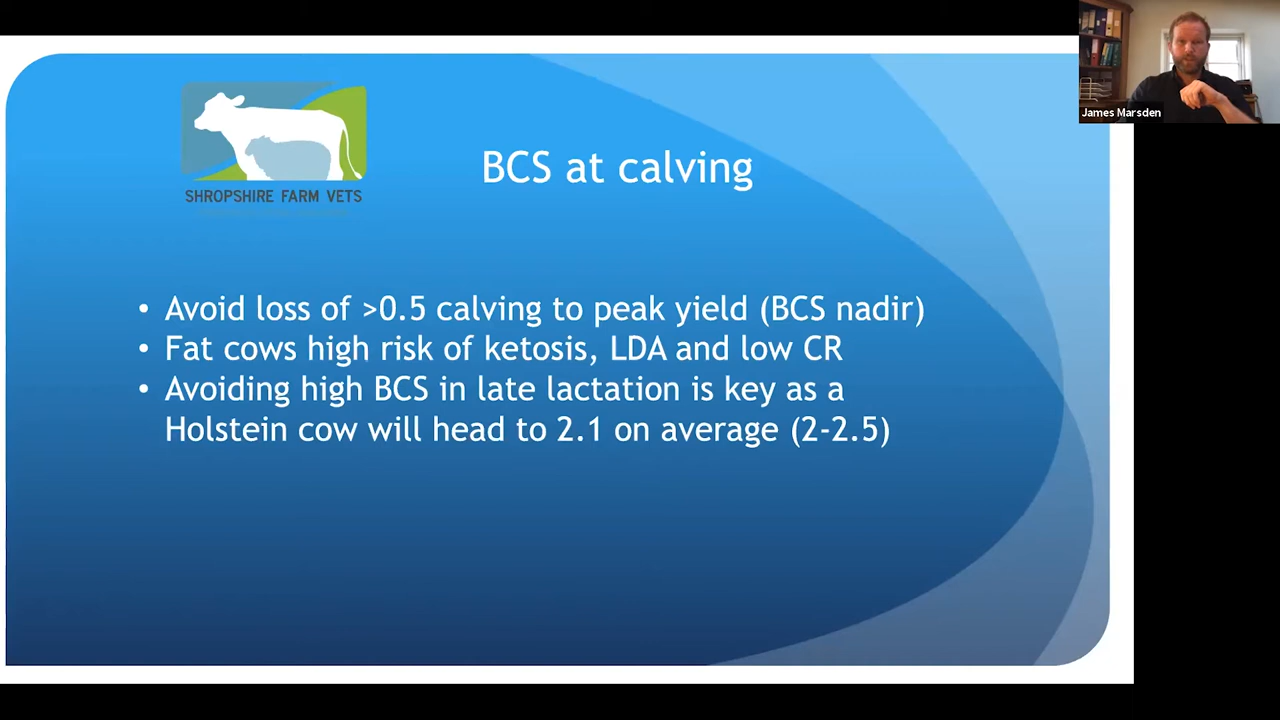 James Marsden
SHROPSHIRE FARM VETS
BCS at calving
• Avoid loss of >0.5 calving to peak yield (BCS nadir)
• Fat cows high risk of ketosis, LDA and low CR
• Avoiding high BCS in late lactation is key as a
Holstein cow will head to 2.1 on average (2-2.5)